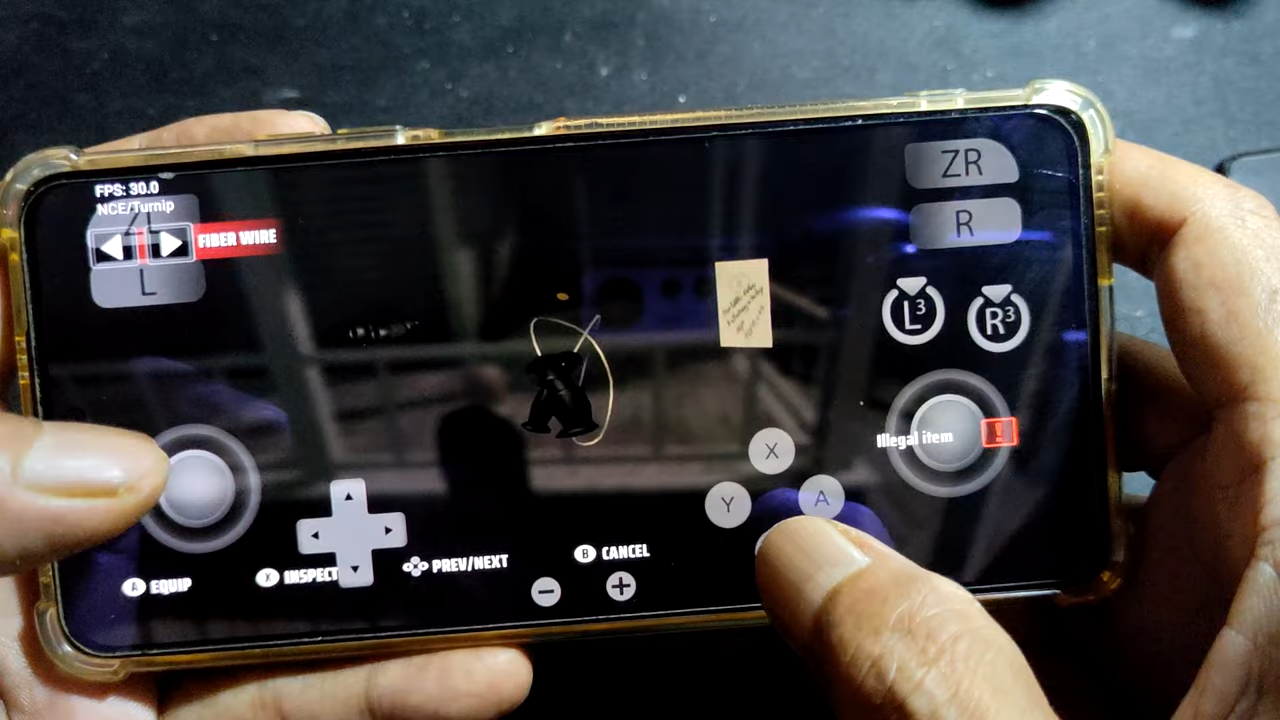 FPS: 30.0
NCE/Turnip
FIBER WIRE
L
ZR
R
L3
R3
Illegal item
!
X
Y
A
A EQUIP
X INSPECT
PREV/NEXT
B CANCEL